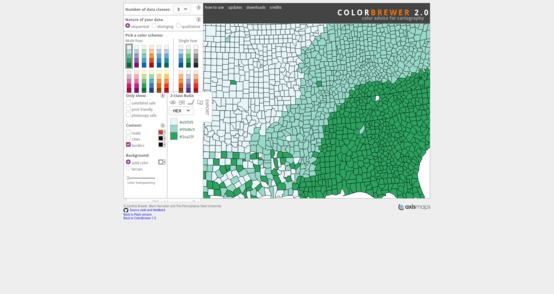 how to use updates downloads credits
COLORBREWER 2.0
color advice for cartography
Number of data classes: 3
Nature of your data:
sequential diverging qualitative
Pick a color scheme:
Multi-hue: Single hue:
Only show:
colorblind safe
print friendly
photocopy safe
Context:
roads
cities
borders
Background:
solid color
terrain
color transparency
3-class BuGn
EXPORT
HEX
#e5f5f9
#99d8c9
#2ca25f
© Cynthia Brewer, Mark Harrower and The Pennsylvania State University
Source code and feedback
Back to Flash version
Back to ColorBrewer 1.0
axismaps